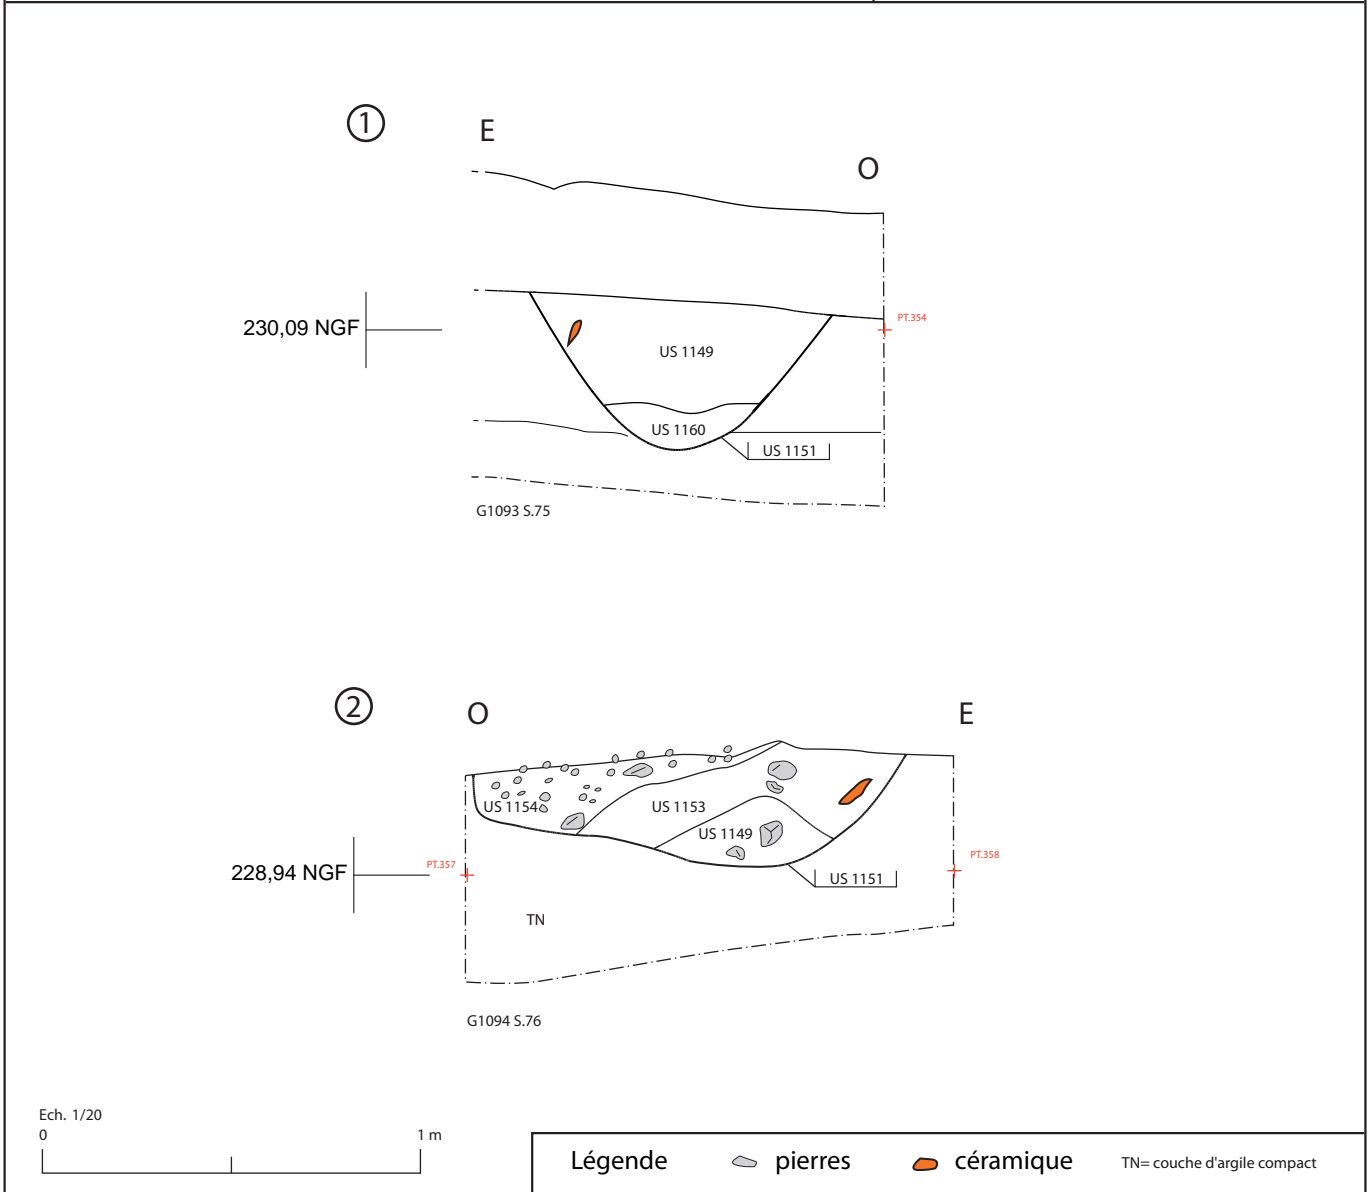 1
E
O
230,09 NGF
PT.354
US 1149
US 1160
US 1151
G1093 S.75
2
O
E
US 1154
US 1153
US 1149
PT.357
PT.358
228,94 NGF
US 1151
TN
G1094 S.76
Ech. 1/20
0 1 m
Légende pierres céramique TN= couche d'argile compact